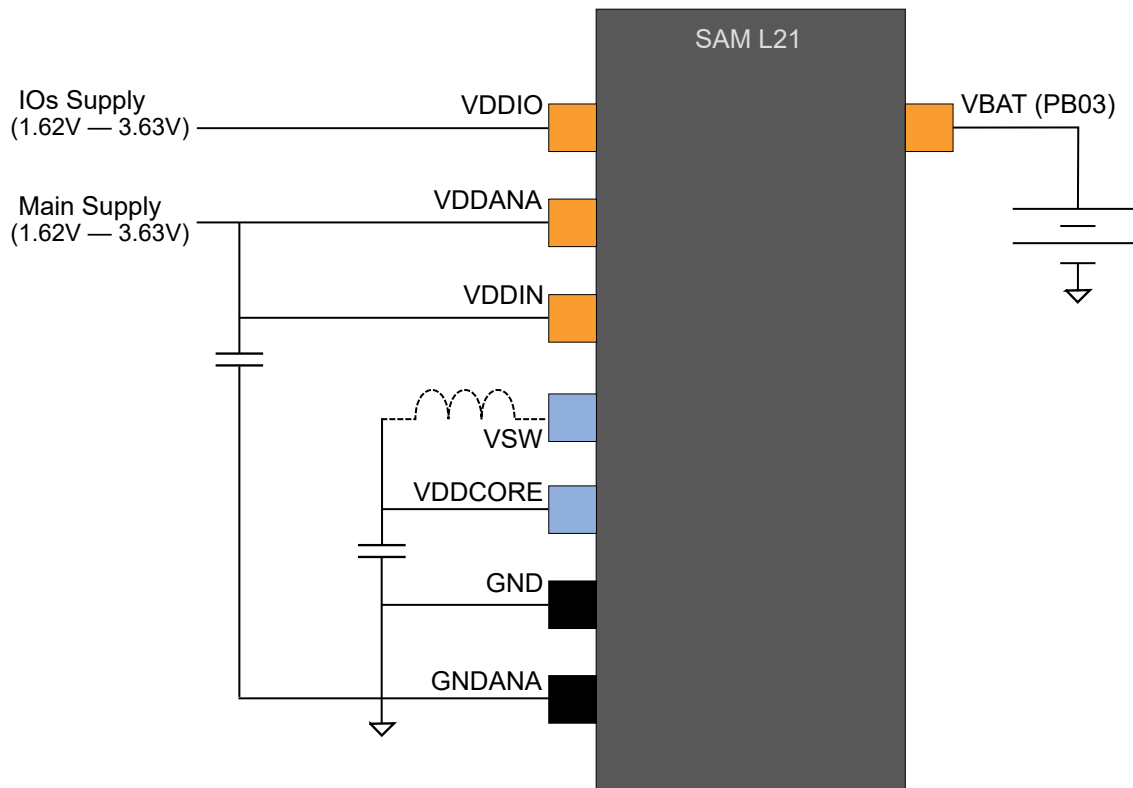 SAM L21
IOs Supply
(1.62V — 3.63V)
VDDIO
VBAT (PB03)
Main Supply
(1.62V — 3.63V)
VDDANA
VDDIN
VSW
VDDCORE
GND
GNDANA